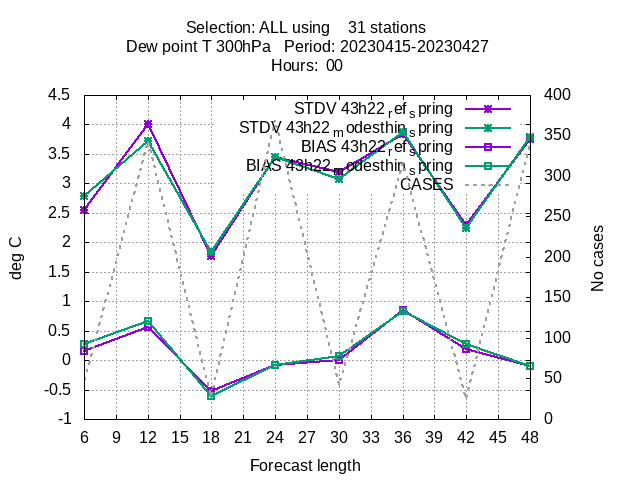 Selection: ALL using 31 stations
Dew point T 300hPa Period: 20230415-20230427
Hours: 00
STDV 43h22_ref_spring
STDV 43h22_modesthin_spring
BIAS 43h22_ref_spring
BIAS 43h22_modesthin_spring
CASES
4.5
4
3.5
3
2.5
2
1.5
1
0.5
0
-0.5
-1
deg C
400
350
300
250
200
150
100
50
0
No cases
6 9 12 15 18 21 24 27 30 33 36 39 42 45 48
Forecast length